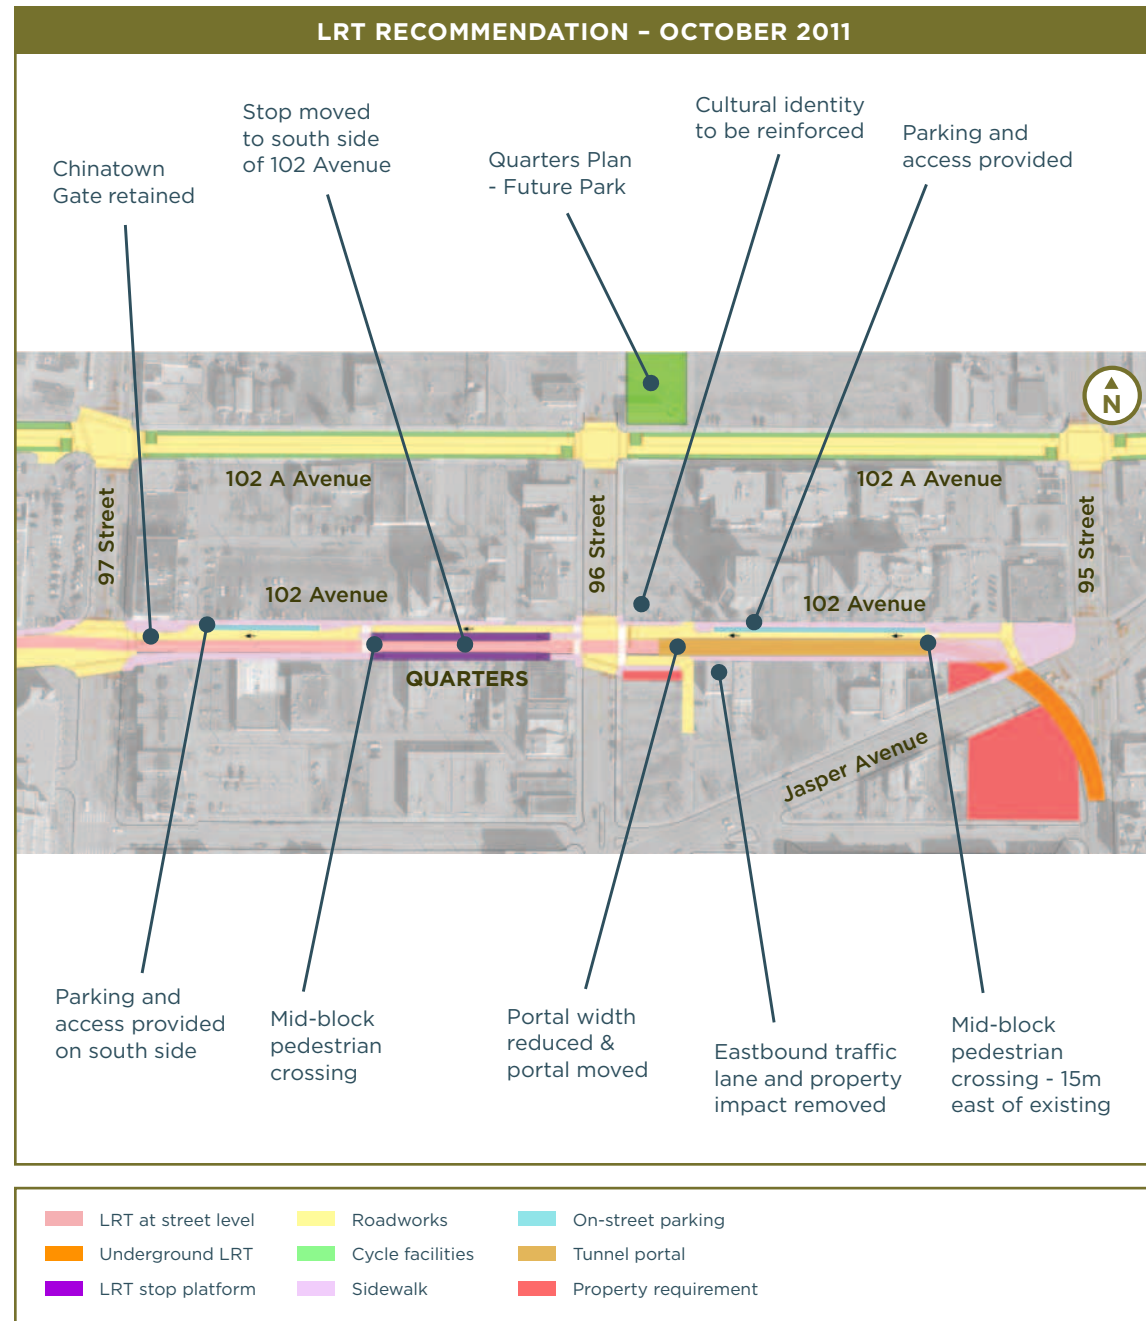 LRT RECOMMENDATION – OCTOBER 2011
Chinatown
Gate retained
Stop moved
to south side
of 102 Avenue
Quarters Plan
- Future Park
Cultural identity
to be reinforced
Parking and
access provided
N
102 A Avenue
102 A Avenue
97 Street
96 Street
95 Street
102 Avenue
102 Avenue
QUARTERS
Jasper Avenue
Parking and
access provided
on south side
Mid-block
pedestrian
crossing
Portal width
reduced &
portal moved
Eastbound traffic
lane and property
impact removed
Mid-block
pedestrian
crossing - 15m
east of existing
LRT at street level
Underground LRT
LRT stop platform
Roadworks
Cycle facilities
Sidewalk
On-street parking
Tunnel portal
Property requirement